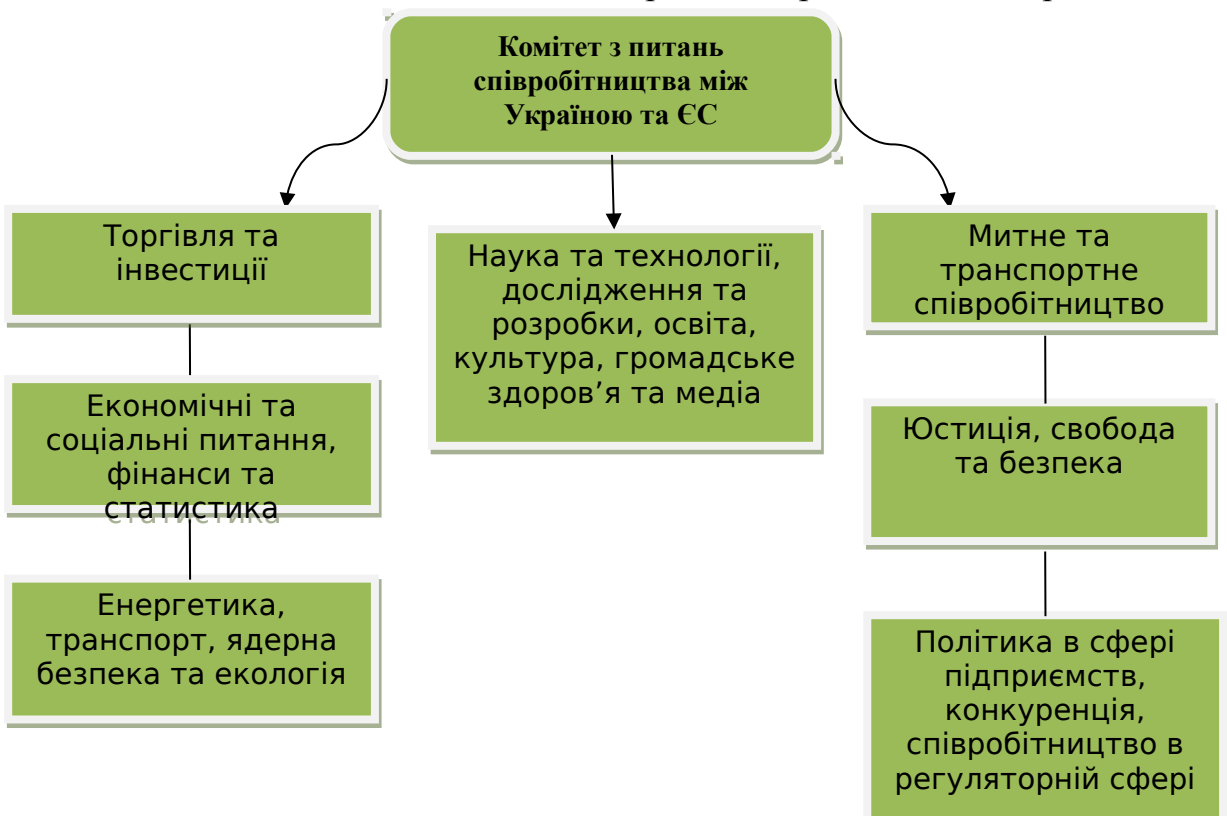 Комітет з питань
співробітництва між
Україною та ЄС
Торгівля та
інвестиції
Економічні та
соціальні питання,
фінанси та
статистика
Енергетика,
транспорт, ядерна
безпека та екологія
Наука та технології,
дослідження та
розробки, освіта,
культура, громадське
здоров’я та медіа
Митне та
транспортне
співробітництво
Юстиція, свобода
та безпека
Політика в сфері
підприємств,
конкуренція,
співробітництво в
регуляторній сфері